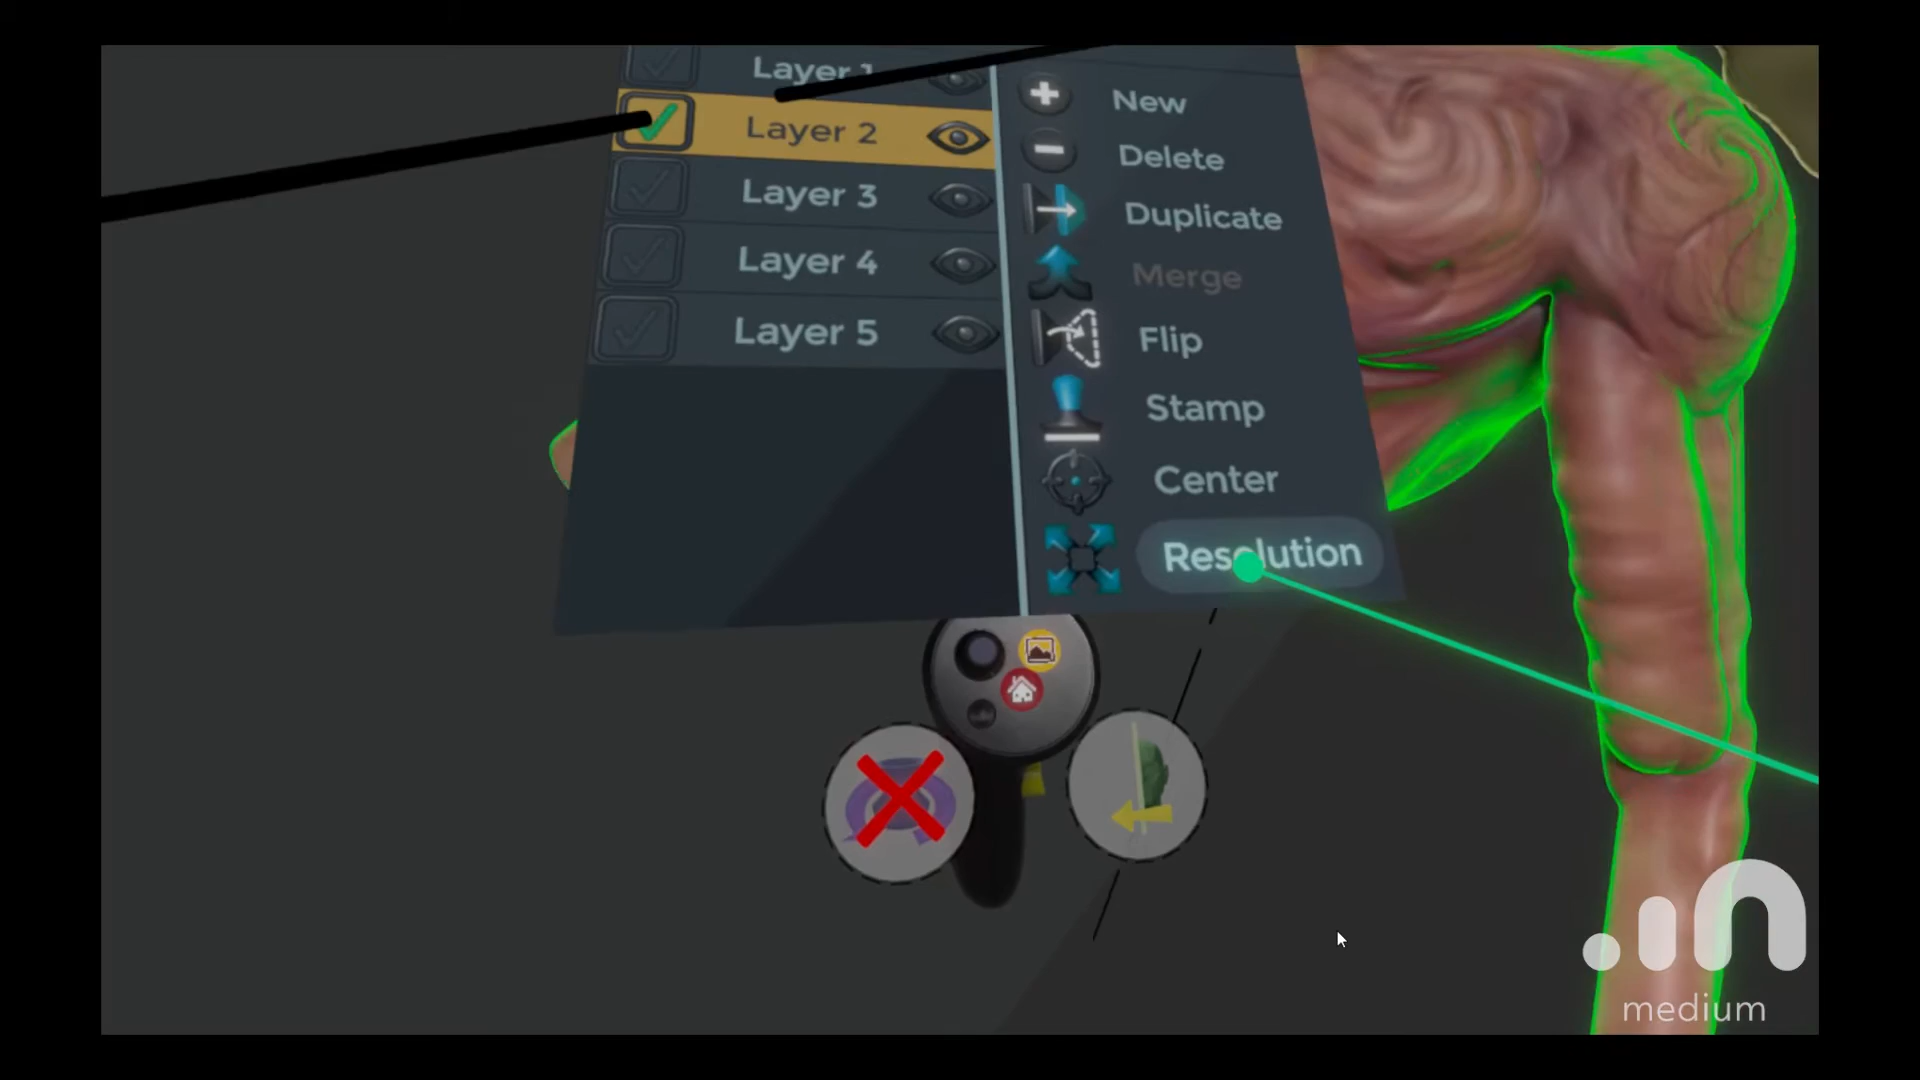 Layer 1
Layer 2
Layer 3
Layer 4
Layer 5
New
Delete
Duplicate
Merge
Flip
Stamp
Center
Resolution
medium